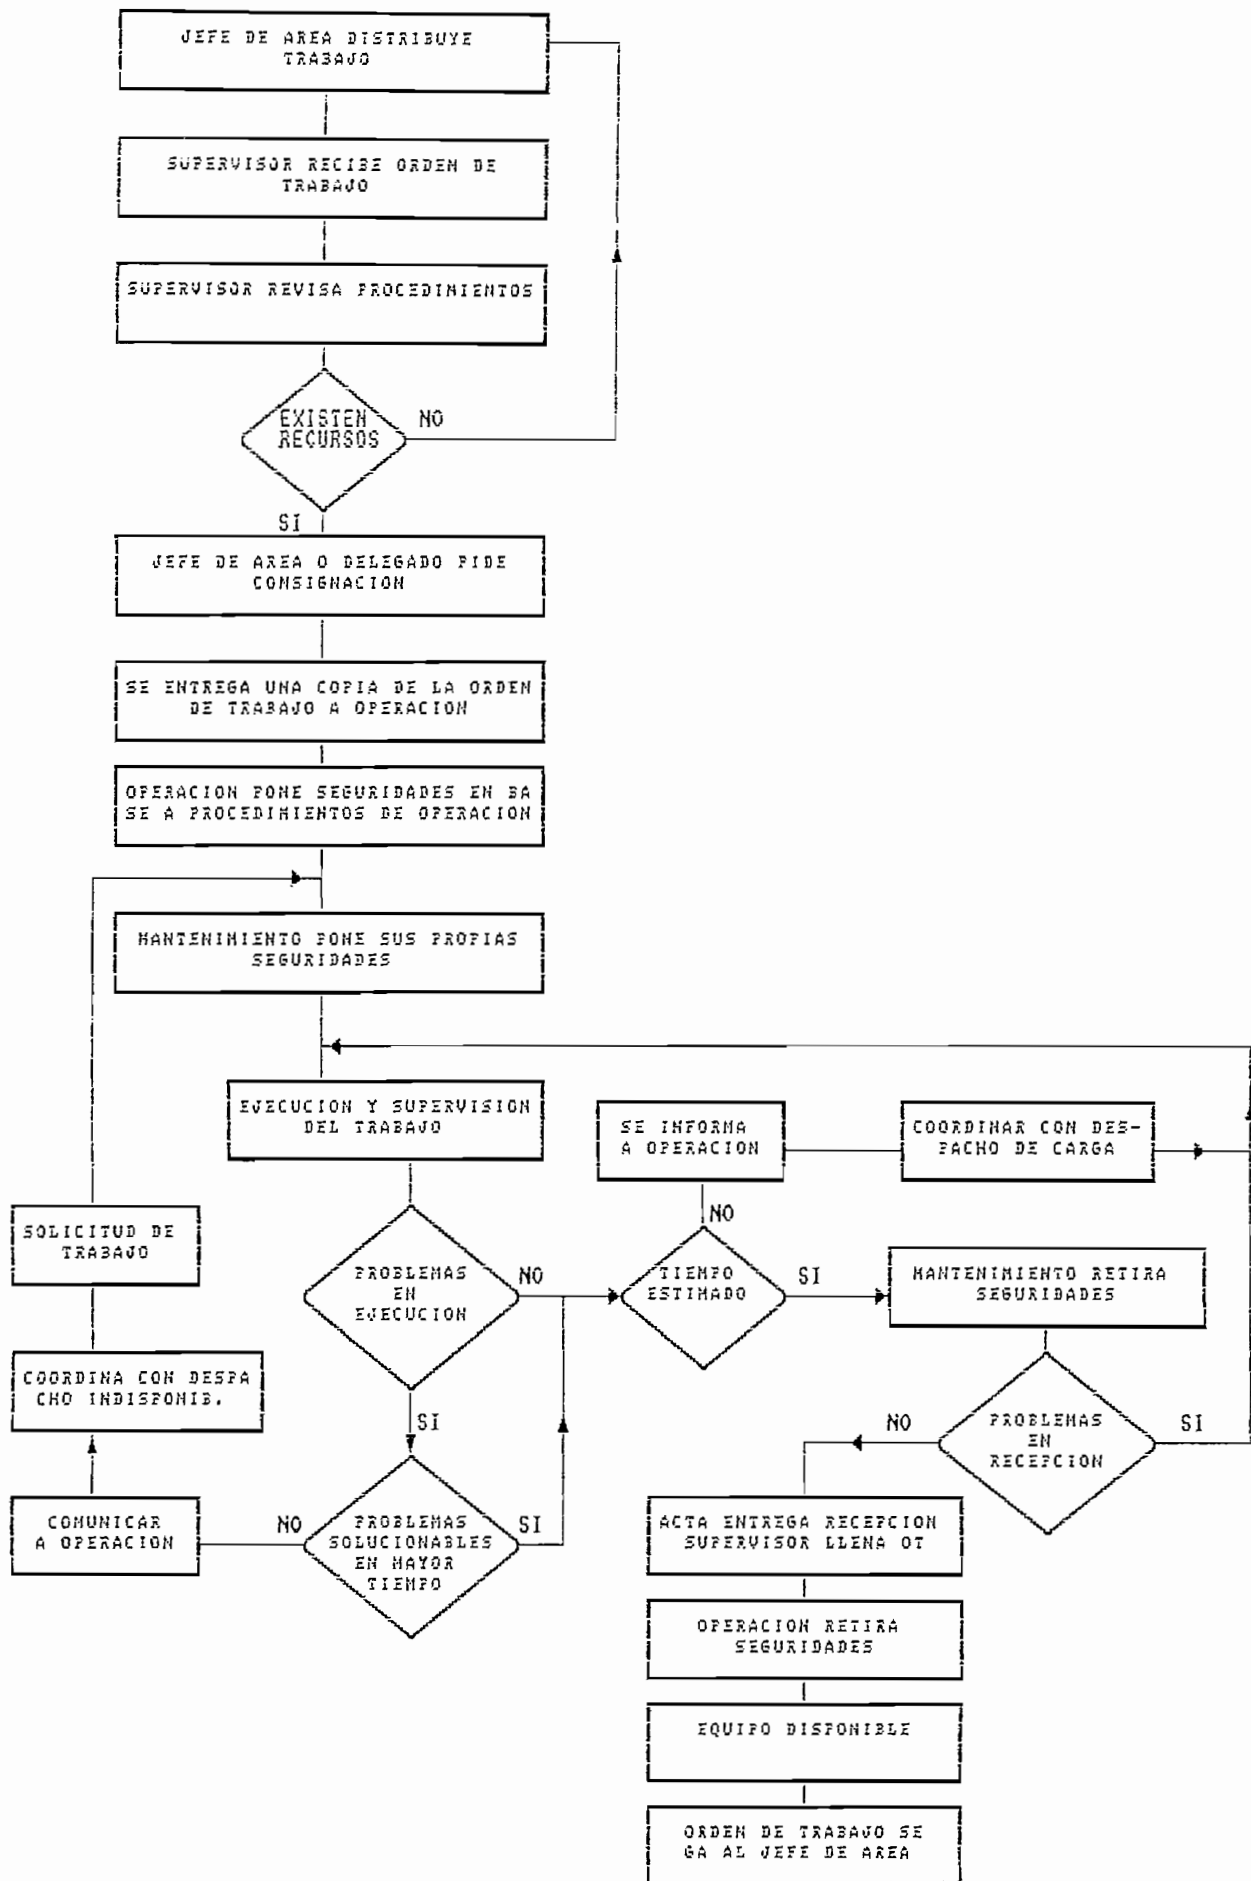 JEFE DE AREA DISTRIBUYE
TRABAJO
SUPERVISOR RECIBE ORDEN DE
TRABAJO
SUPERVISOR REVISA PROCEDIMIENTOS
EXISTEN
RECURSOS
NO
SI
JEFE DE AREA O DELEGADO PIDE
CONSIGNACION
SE ENTREGA UNA COPIA DE LA ORDEN
DE TRABAJO A OPERACION
OPERACION PONE SEGURIDADES EN BA
SE A PROCEDIMIENTOS DE OPERACION
MANTENIMIENTO PONE SUS PROPIAS
SEGURIDADES
EJECUCION Y SUPERVISION
DEL TRABAJO
SE INFORMA
A OPERACION
COORDINAR CON DES-
PACHO DE CARGA
SOLICITUD DE
TRABAJO
PROBLEMAS
EN
EJECUCION
NO
NO
TIEMPO
ESTIMADO
SI
MANTENIMIENTO RETIRA
SEGURIDADES
COORDINA CON DESPA
CHO INDISPONIB.
SI
NO
PROBLEMAS
EN
RECEPCION
SI
COMUNICAR
A OPERACION
NO
PROBLEMAS
SOLUCIONABLES
EN MAYOR
TIEMPO
SI
ACTA ENTREGA RECEPCION
SUPERVISOR LLENA OT
OPERACION RETIRA
SEGURIDADES
EQUIPO DISPONIBLE
ORDEN DE TRABAJO SE
GA AL JEFE DE AREA